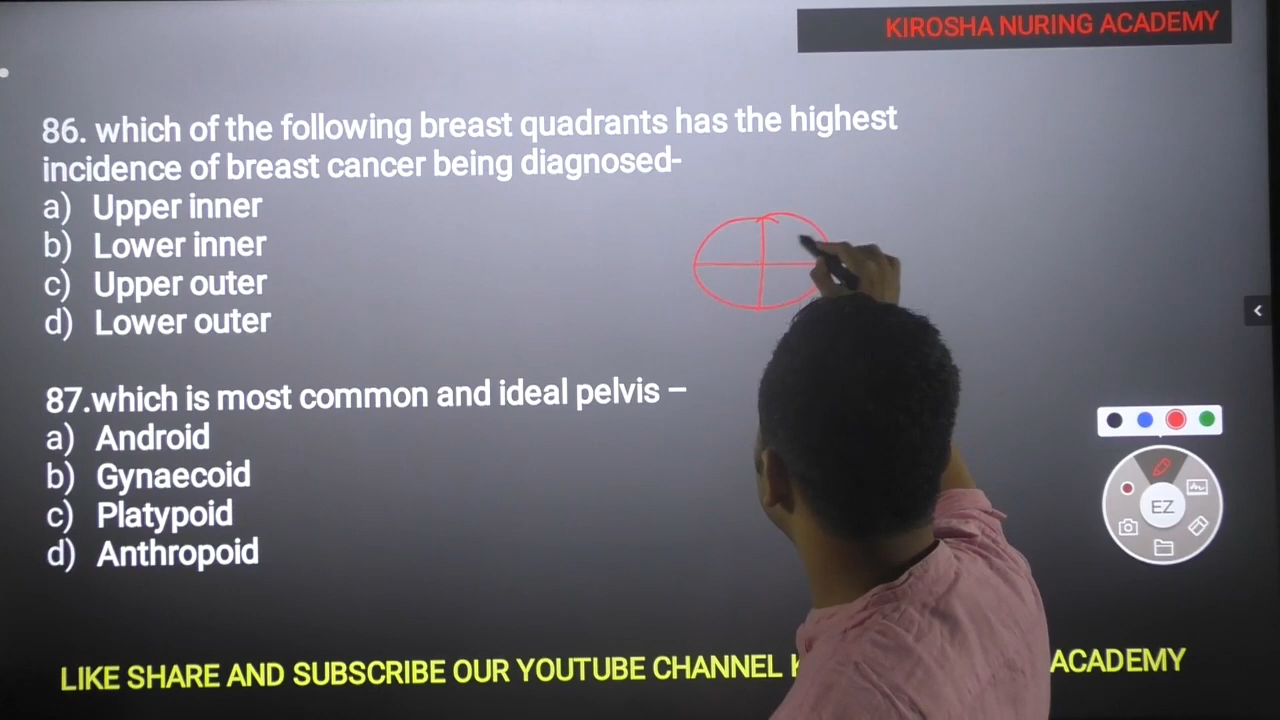 KIROSHA NURING ACADEMY
86. which of the following breast quadrants has the highest
incidence of breast cancer being diagnosed-
a) Upper inner
b) Lower inner
c) Upper outer
d) Lower outer
87.which is most common and ideal pelvis –
a) Android
b) Gynaecoid
c) Platypoid
d) Anthropoid
EZ
LIKE SHARE AND SUBSCRIBE OUR YOUTUBE CHANNEL ACADEMY